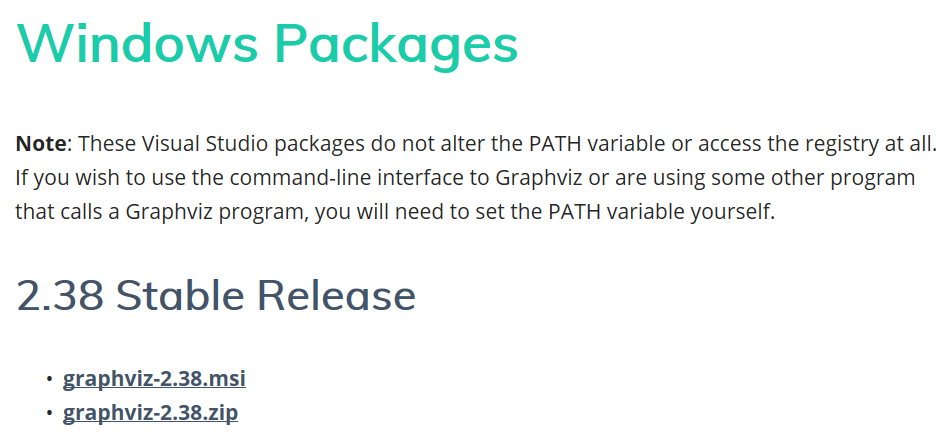 Windows Packages
Note: These Visual Studio packages do not alter the PATH variable or access the registry at all.
If you wish to use the command-line interface to Graphviz or are using some other program
that calls a Graphviz program, you will need to set the PATH variable yourself.
2.38 Stable Release
• graphviz-2.38.msi
• graphviz-2.38.zip